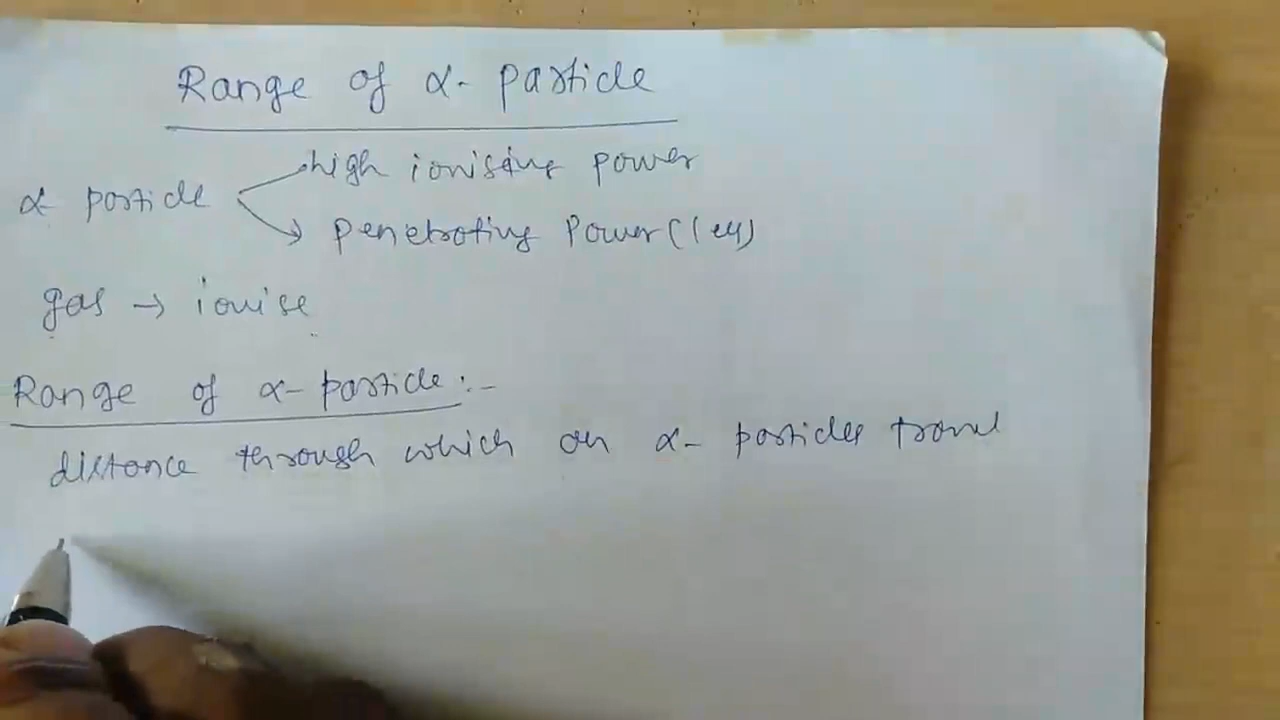 Range of α- particle
α particle → high ionising power
→ penetrating power (less)
gas → ionise
Range of α- particle :-
distance through which an α- particles travel